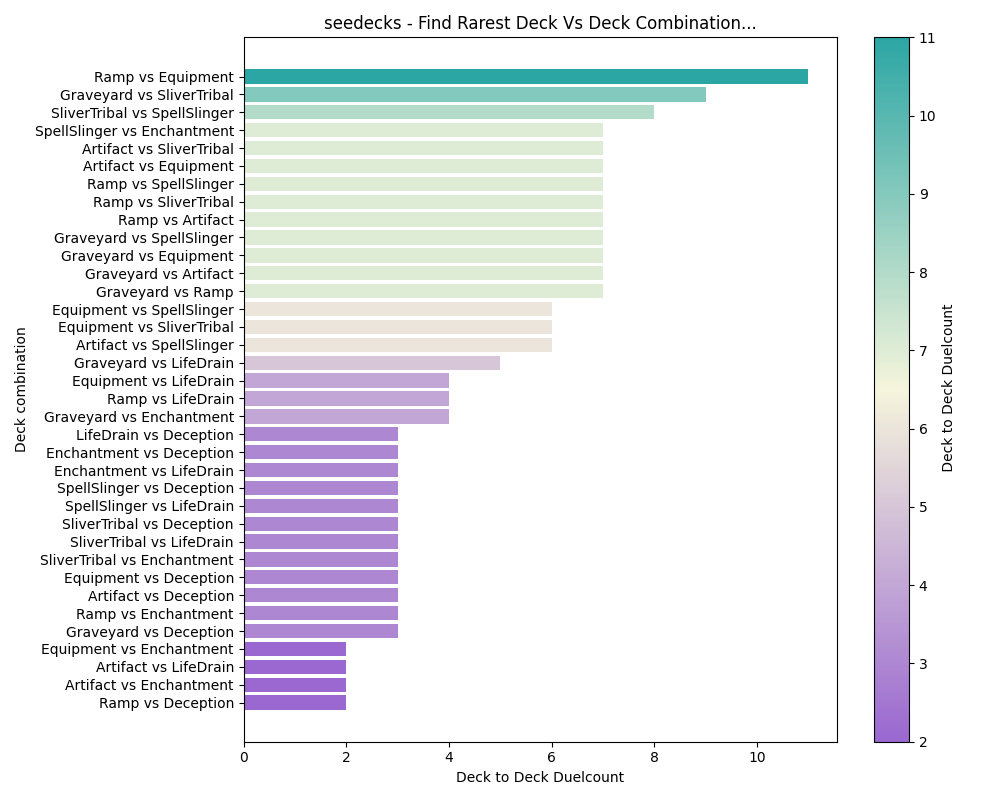 seedecks - Find Rarest Deck Vs Deck Combination...
Ramp vs Equipment
Graveyard vs SliverTribal
SliverTribal vs SpellSlinger
SpellSlinger vs Enchantment
Artifact vs SliverTribal
Artifact vs Equipment
Ramp vs SpellSlinger
Ramp vs SliverTribal
Ramp vs Artifact
Graveyard vs SpellSlinger
Graveyard vs Equipment
Graveyard vs Artifact
Graveyard vs Ramp
Equipment vs SpellSlinger
Equipment vs SliverTribal
Artifact vs SpellSlinger
Graveyard vs LifeDrain
Equipment vs LifeDrain
Ramp vs LifeDrain
Graveyard vs Enchantment
LifeDrain vs Deception
Enchantment vs Deception
Enchantment vs LifeDrain
SpellSlinger vs Deception
SpellSlinger vs LifeDrain
SliverTribal vs Deception
SliverTribal vs LifeDrain
SliverTribal vs Enchantment
Equipment vs Deception
Artifact vs Deception
Ramp vs Enchantment
Graveyard vs Deception
Equipment vs Enchantment
Artifact vs LifeDrain
Artifact vs Enchantment
Ramp vs Deception
Deck combination
0 2 4 6 8 10
Deck to Deck Duelcount
11
10
9
8
7
6
5
4
3
2
Deck to Deck Duelcount